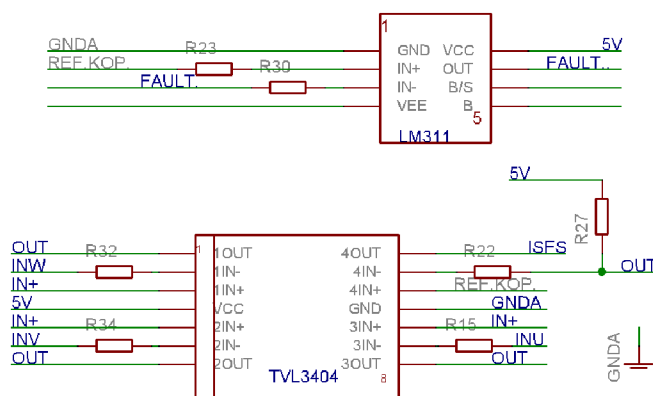 1
GNDA R23 GND VCC 5V
REF.KOP. R30 IN+ OUT FAULT..
FAULT. IN- B/S
VEE B
5
LM311
5V
R27
OUT R32 1 1OUT 4OUT R22 ISFS
INW 1IN- 4IN- OUT
IN+ 1IN+ 4IN+ REF.KOP.
5V VCC GND GNDA
IN+ R34 2IN+ 3IN+ R15 IN+
INV 2IN- 3IN- INU
OUT 2OUT 3OUT OUT
TVL3404 8
GNDA